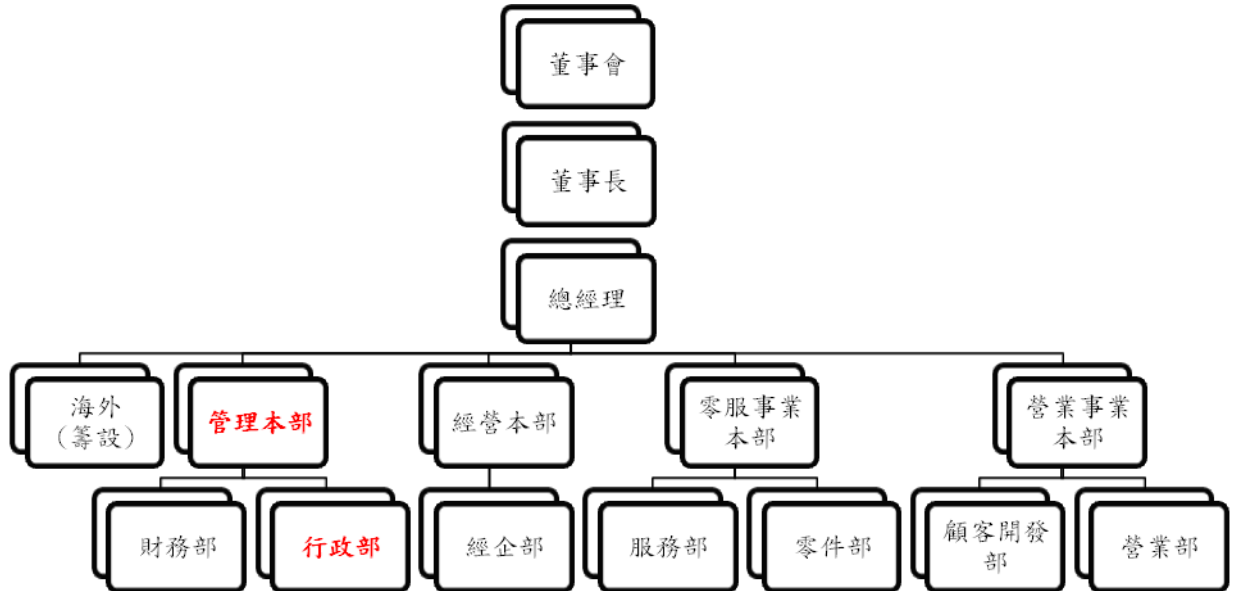 董事會
董事長
總經理
海外
（籌設）
管理本部
經營本部
零服事業
本部
營業事業
本部
財務部
行政部
經企部
服務部
零件部
顧客開發
部
營業部